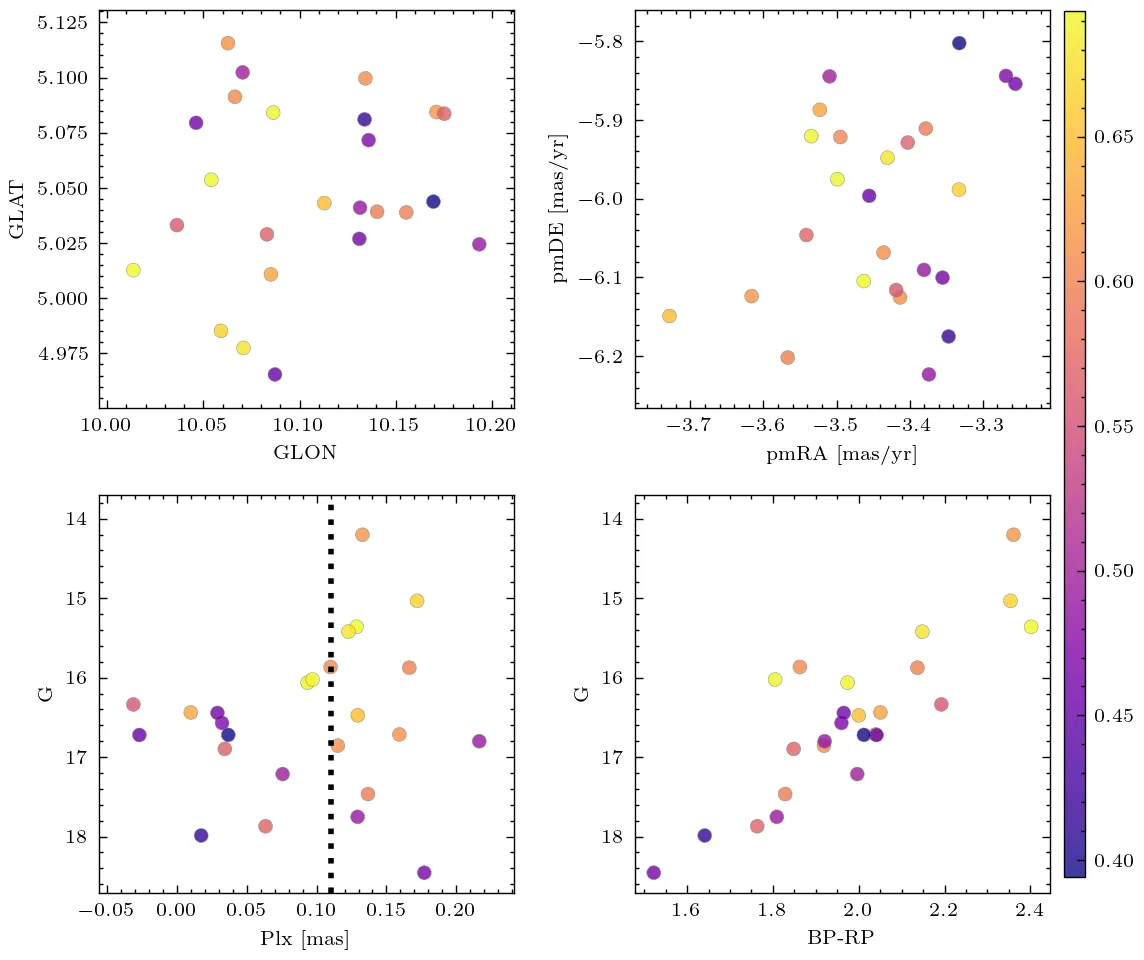 5.125
5.100
5.075
5.050
5.025
5.000
4.975
GLAT
10.00 10.05 10.10 10.15 10.20
GLON
−5.8
−5.9
−6.0
−6.1
−6.2
pmDE [mas/yr]
−3.7 −3.6 −3.5 −3.4 −3.3
pmRA [mas/yr]
14
15
16
17
18
G
−0.05 0.00 0.05 0.10 0.15 0.20
Plx [mas]
14
15
16
17
18
G
1.6 1.8 2.0 2.2 2.4
BP-RP
0.65
0.60
0.55
0.50
0.45
0.40